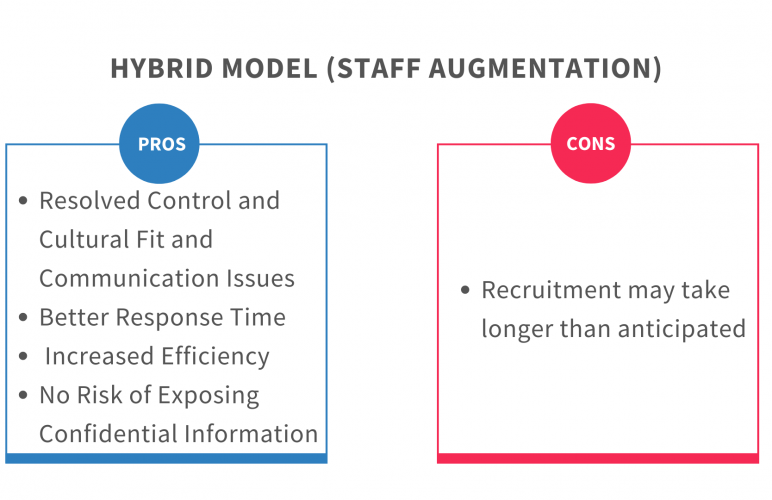 HYBRID MODEL (STAFF AUGMENTATION)
PROS
• Resolved Control and
Cultural Fit and
Communication Issues
• Better Response Time
• Increased Efficiency
• No Risk of Exposing
Confidential Information
CONS
• Recruitment may take
longer than anticipated